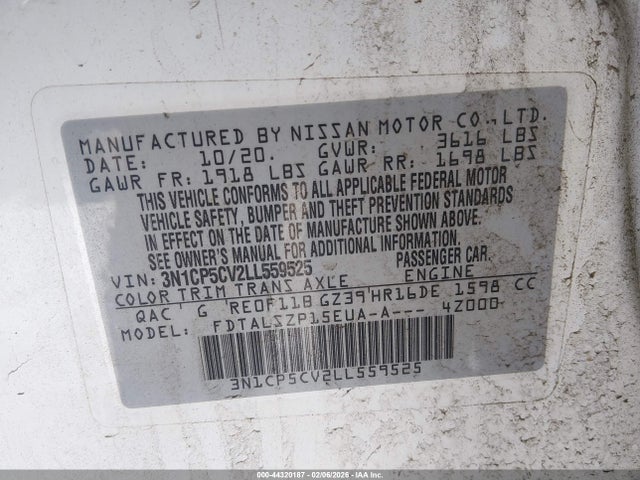 MANUFACTURED BY NISSAN MOTOR CO., LTD.
DATE: 10/20. GVWR: 3616 LBS
GAWR FR: 1918 LBS GAWR RR: 1698 LBS
THIS VEHICLE CONFORMS TO ALL APPLICABLE FEDERAL MOTOR
VEHICLE SAFETY, BUMPER AND THEFT PREVENTION STANDARDS
IN EFFECT ON THE DATE OF MANUFACTURE SHOWN ABOVE.
SEE OWNER'S MANUAL FOR ADDITIONAL INFORMATION.
VIN: 3N1CP5CV2LL559525 PASSENGER CAR.
COLOR TRIM TRANS AXLE ENGINE
QAC G RE0F11B GZ39 HR16DE 1598 CC
MODEL: FDTALSZP15EUA-A--- 4Z000
3N1CP5CV2LL559525
000-44320187 - 02/06/2026 - IAA Inc.